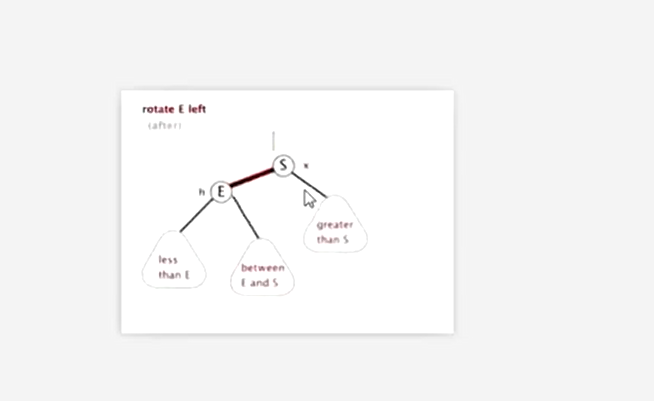 rotate E left
(after)
S x
h E
greater
than S
less
than E
between
E and S